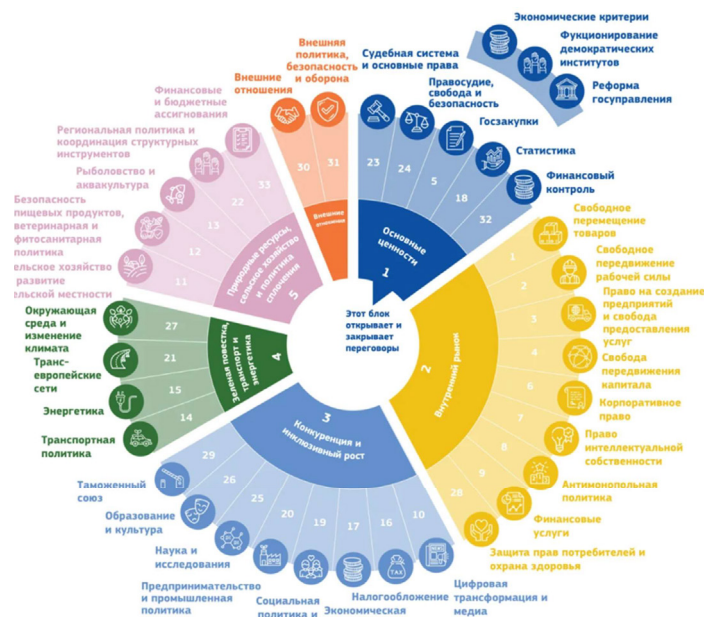 Экономические критерии
Фукционирование
демократических
институтов
Реформа
госуправления
Внешняя
политика,
безопасность
и оборона
Внешние
отношения
Судебная система
и основные права
Правосудие,
свобода и
безопасность
Госзакупки
Статистика
Финансовый
контроль
23
24
5
18
32
Основные
ценности
1
Этот блок
открывает и
закрывает
переговоры
Свободное
перемещение
товаров
Свободное
передвижение
рабочей силы
Право на создание
предприятий
и свобода
предоставления
услуг
Свобода
передвижения
капитала
Корпоративное
право
Право
интеллектуальной
собственности
Антимонопольная
политика
Финансовые
услуги
Защита прав потребителей и
охрана здоровья
1
2
3
4
6
7
8
9
28
2
Внутренний рынок
3
Конкуренция и
инклюзивный рост
10
16
17
19
20
25
26
29
Цифровая
трансформация и
медиа
Налогообложение
TAX
Экономическая
Социальная
политика и
Предпринимательство
и промышленная
политика
Наука и
исследования
Образование
и культура
Таможенный
союз
4
Зеленая повестка,
транспорт и
энергетика
14
15
21
27
Транспортная
политика
Энергетика
Транс-
европейские
сети
Окружающая
среда и
изменение
климата
5
Природные ресурсы,
сельское хозяйство
и политика
сплочения
11
12
13
22
33
ельское хозяйство
развитие
ельской местности
Безопасность
пищевых продуктов,
ветеринарная и
фитосанитарная
политика
Рыболовство и
аквакультура
Региональная политика и
координация структурных
инструментов
Финансовые
и бюджетные
ассигнования
30
31
Внешние
отношения